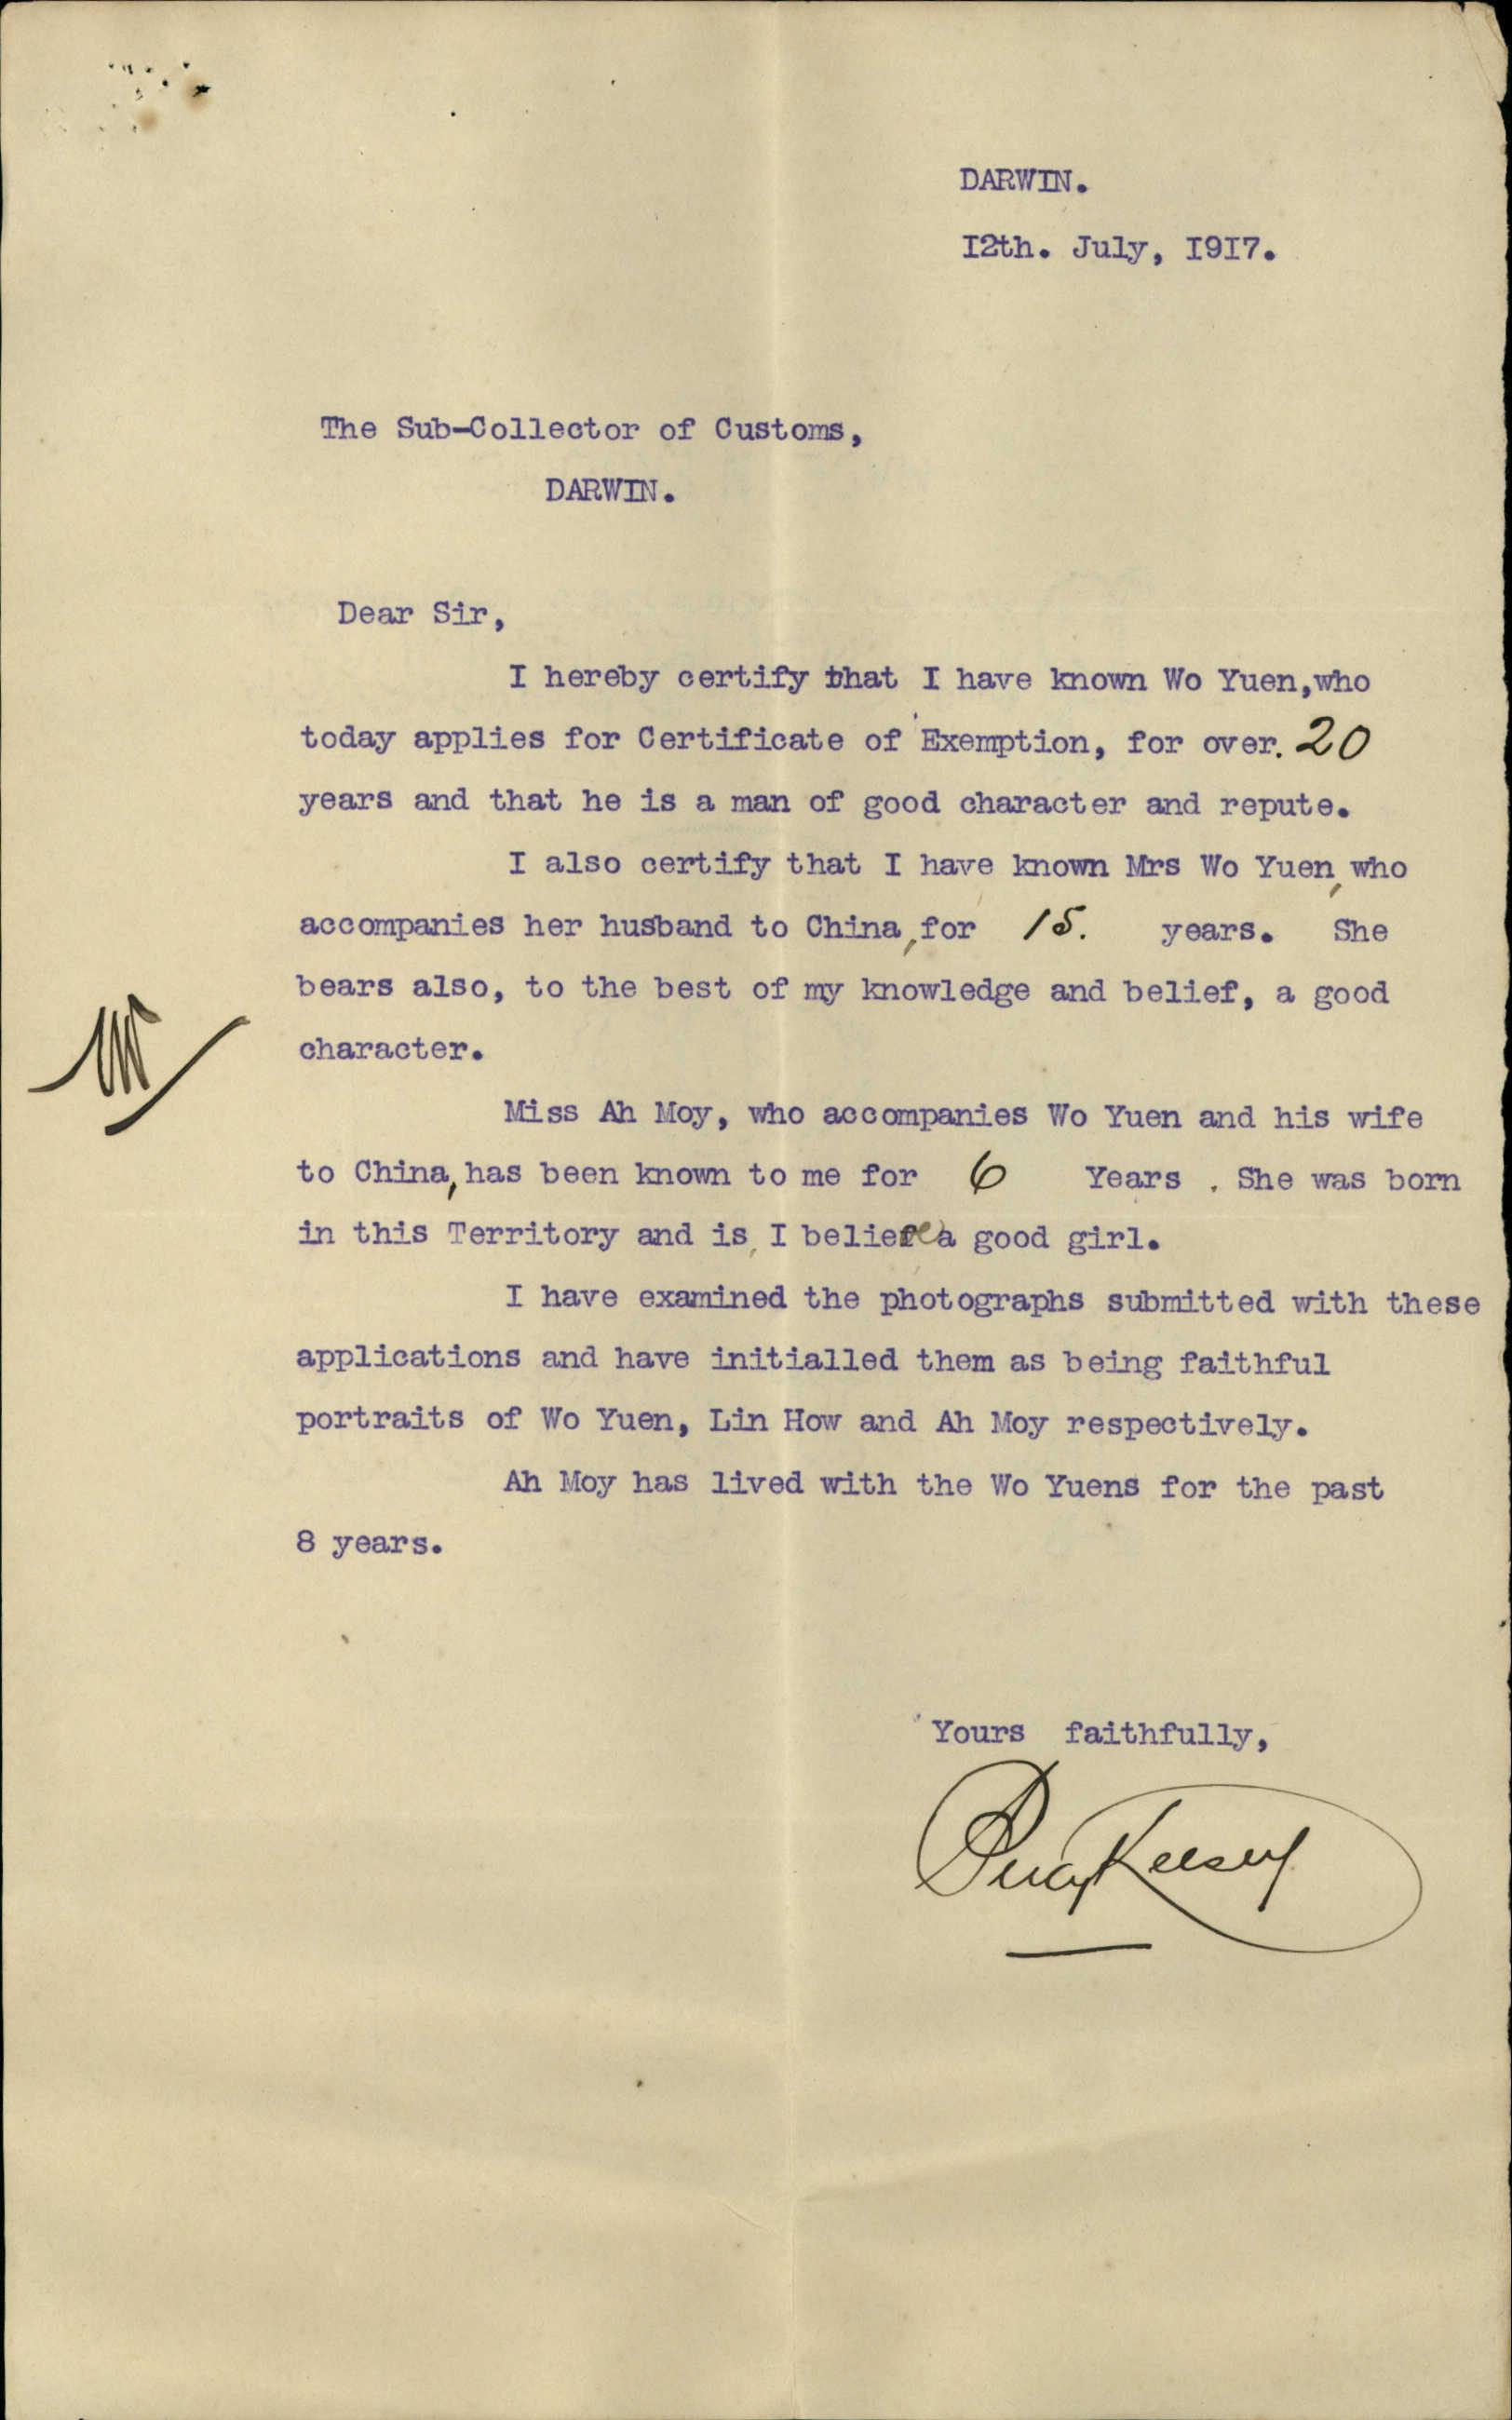 DARWIN.
I2th. July, I9I7.
The Sub-Collector of Customs,
DARWIN.
Dear Sir,
I hereby certify that I have known Wo Yuen,who
today applies for Certificate of Exemption, for over. 20
years and that he is a man of good character and repute.
I also certify that I have known Mrs Wo Yuen, who
accompanies her husband to China, for 15. years. She
bears also, to the best of my knowledge and belief, a good
character.
Miss Ah Moy, who accompanies Wo Yuen and his wife
to China, has been known to me for 6 Years . She was born
in this Territory and is, I believe a good girl.
I have examined the photographs submitted with these
applications and have initialled them as being faithful
portraits of Wo Yuen, Lin How and Ah Moy respectively.
Ah Moy has lived with the Wo Yuens for the past
8 years.
Yours faithfully,
Percy Kelsey